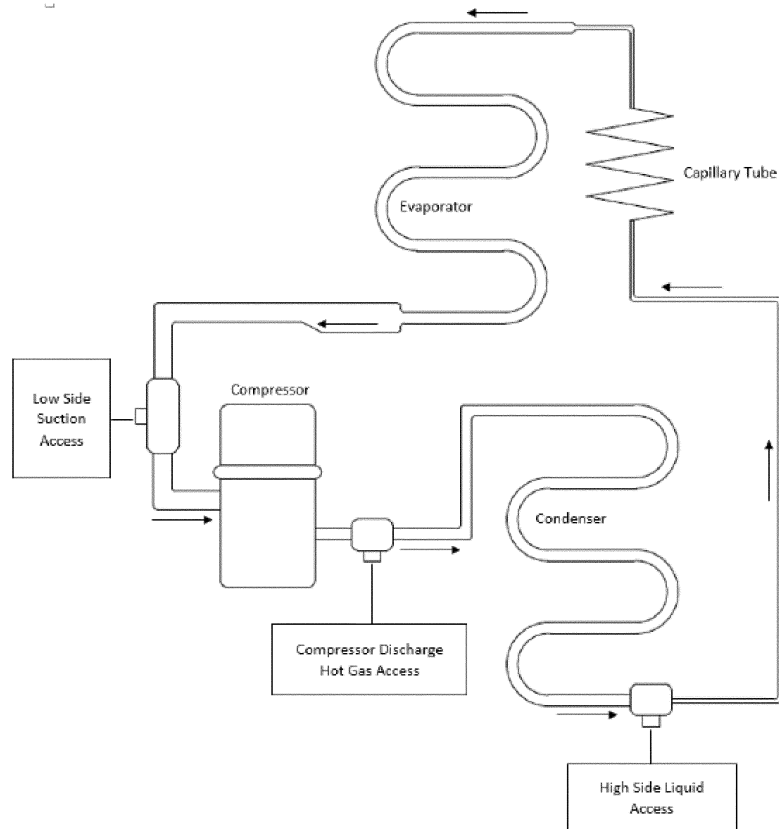 Capillary Tube
Evaporator
Compressor
Low Side
Suction
Access
Condenser
Compressor Discharge
Hot Gas Access
High Side Liquid
Access